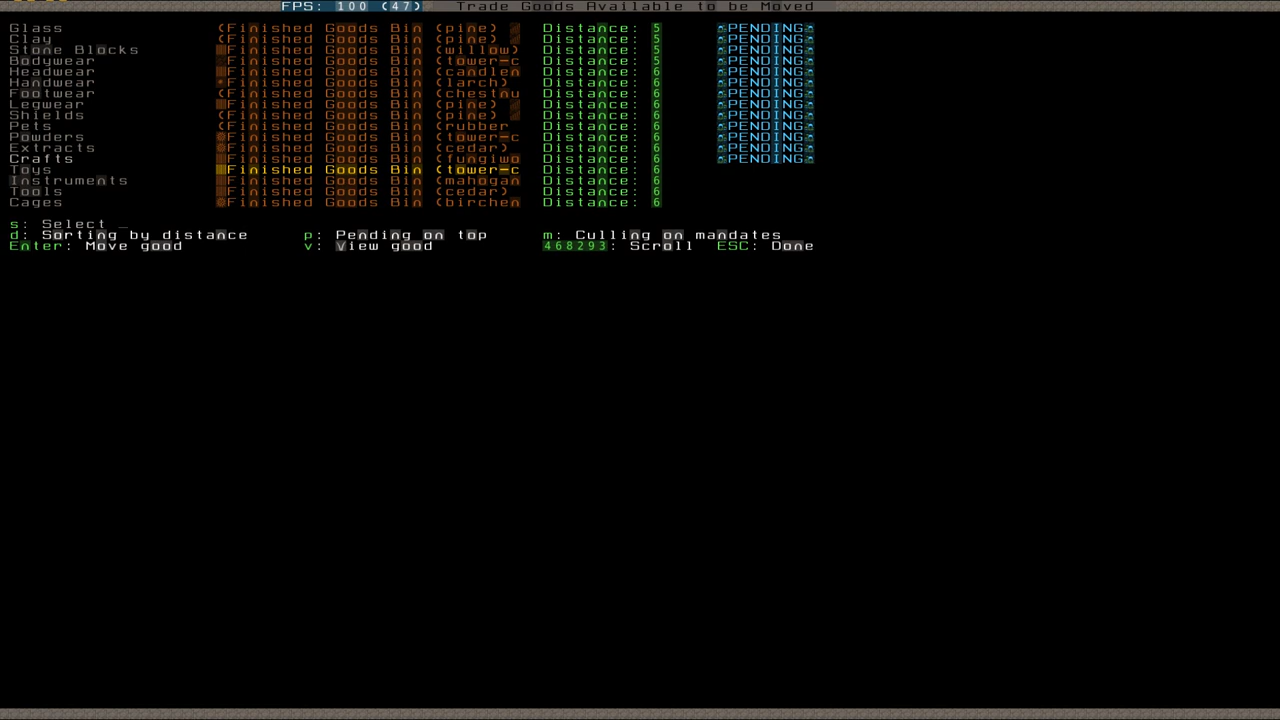 FPS: 100 (47) Trade Goods Available to be Moved
Glass (Finished Goods Bin (pine) Distance: 5 PENDING
Clay (Finished Goods Bin (pine) Distance: 5 PENDING
Stone Blocks Finished Goods Bin (willow) Distance: 5 PENDING
Bodywear Finished Goods Bin (tower-c Distance: 5 PENDING
Headwear Finished Goods Bin (candlen Distance: 6 PENDING
Handwear Finished Goods Bin (larch) Distance: 6 PENDING
Footwear (Finished Goods Bin (chestnu Distance: 6 PENDING
Legwear Finished Goods Bin (pine) Distance: 6 PENDING
Shields (Finished Goods Bin (pine) Distance: 6 PENDING
Pets (Finished Goods Bin (rubber Distance: 6 PENDING
Powders Finished Goods Bin (tower-c Distance: 6 PENDING
Extracts Finished Goods Bin (cedar) Distance: 6 PENDING
Crafts Finished Goods Bin (fungiwo Distance: 6 PENDING
Toys Finished Goods Bin (tower-c Distance: 6
Instruments Finished Goods Bin (mahogan Distance: 6
Tools Finished Goods Bin (cedar) Distance: 6
Cages Finished Goods Bin (birchen Distance: 6
s: Select _
d: Sorting by distance p: Pending on top m: Culling on mandates
Enter: Move good v: View good 468293: Scroll ESC: Done